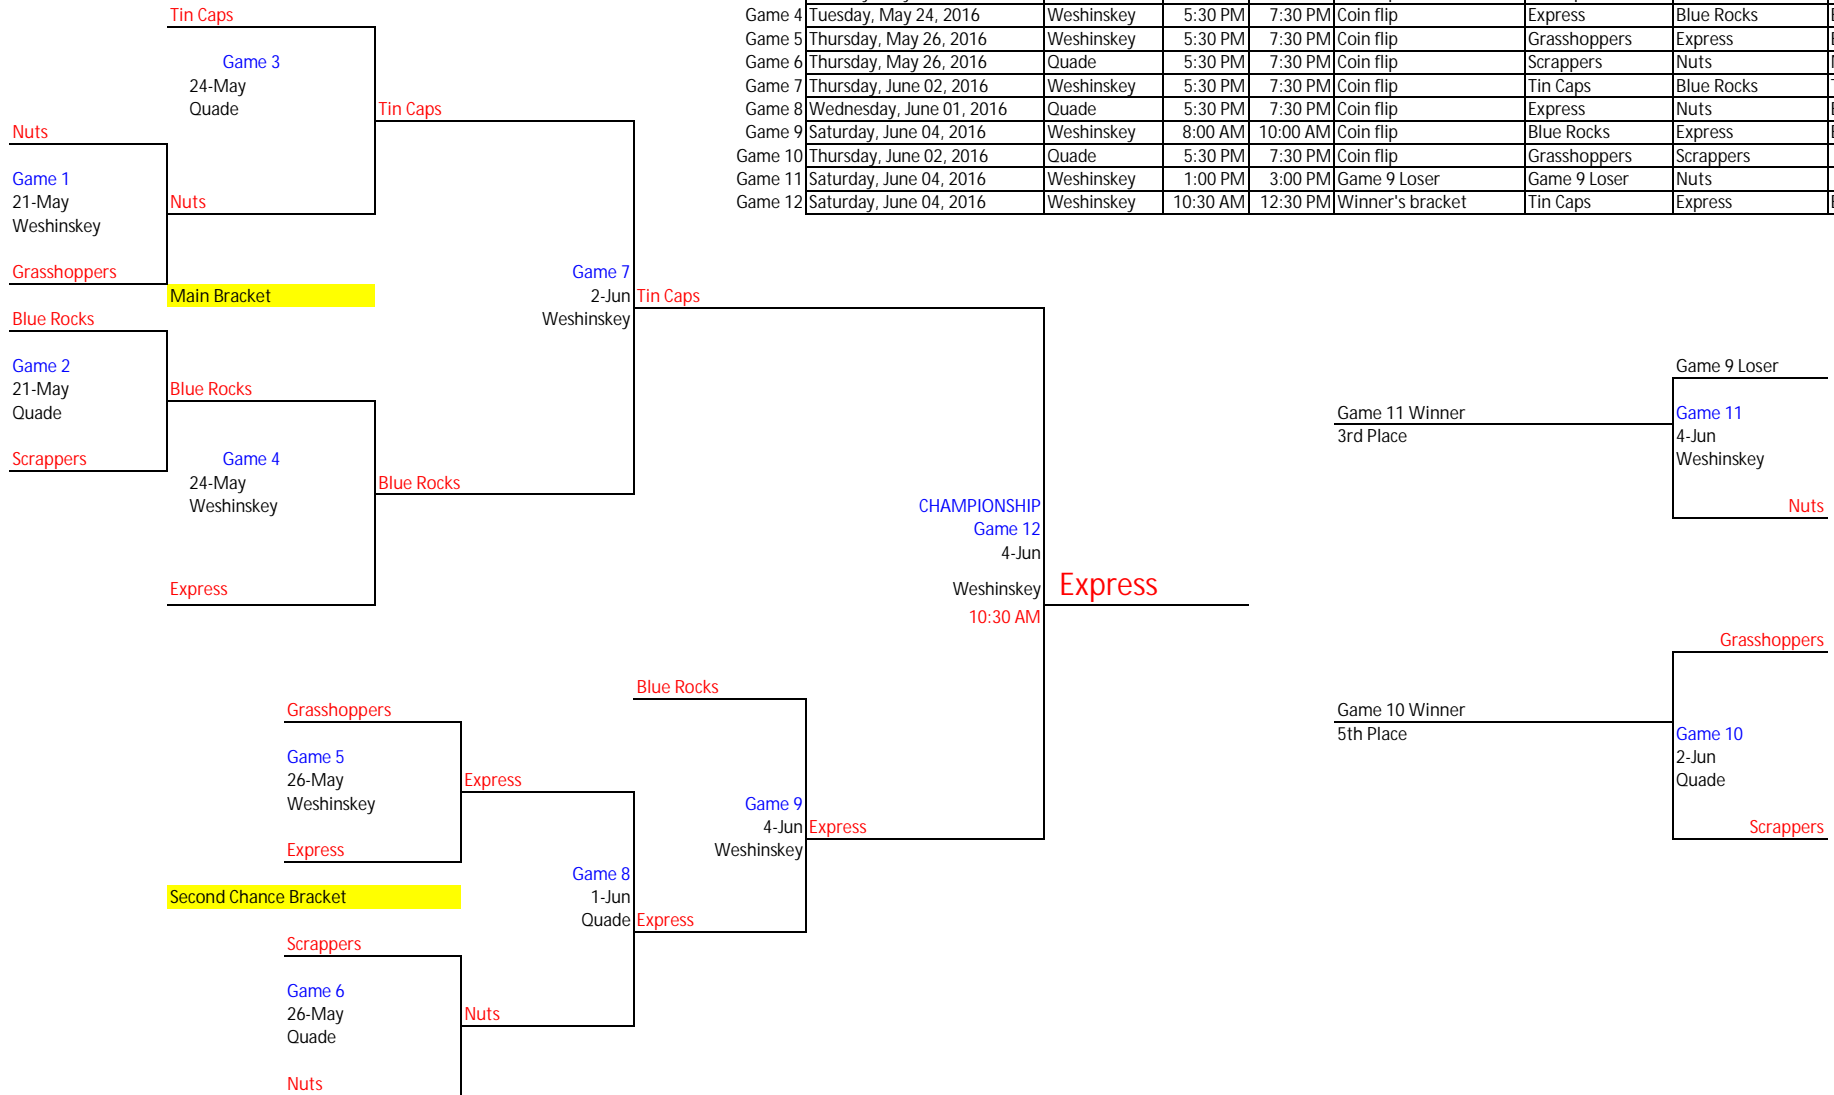 Game 4 Tuesday, May 24, 2016 Weshinskey 5:30 PM 7:30 PM Coin flip Express Blue Rocks
Game 5 Thursday, May 26, 2016 Weshinskey 5:30 PM 7:30 PM Coin flip Grasshoppers Express
Game 6 Thursday, May 26, 2016 Quade 5:30 PM 7:30 PM Coin flip Scrappers Nuts
Game 7 Thursday, June 02, 2016 Weshinskey 5:30 PM 7:30 PM Coin flip Tin Caps Blue Rocks
Game 8 Wednesday, June 01, 2016 Quade 5:30 PM 7:30 PM Coin flip Express Nuts
Game 9 Saturday, June 04, 2016 Weshinskey 8:00 AM 10:00 AM Coin flip Blue Rocks Express
Game 10 Thursday, June 02, 2016 Quade 5:30 PM 7:30 PM Coin flip Grasshoppers Scrappers
Game 11 Saturday, June 04, 2016 Weshinskey 1:00 PM 3:00 PM Game 9 Loser Game 9 Loser Nuts
Game 12 Saturday, June 04, 2016 Weshinskey 10:30 AM 12:30 PM Winner's bracket Tin Caps Express
Tin Caps
Game 3
24-May
Quade
Tin Caps
Nuts
Game 1
21-May
Weshinskey
Nuts
Grasshoppers
Main Bracket
Blue Rocks
Game 2
21-May
Quade
Blue Rocks
Scrappers
Game 4
24-May
Weshinskey
Blue Rocks
Express
Game 7
2-Jun
Weshinskey
Tin Caps
CHAMPIONSHIP
Game 12
4-Jun
Weshinskey
10:30 AM
Express
Game 9 Loser
Game 11 Winner
3rd Place
Game 11
4-Jun
Weshinskey
Nuts
Grasshoppers
Game 10 Winner
5th Place
Game 10
2-Jun
Quade
Scrappers
Blue Rocks
Grasshoppers
Game 5
26-May
Weshinskey
Express
Express
Game 9
4-Jun
Weshinskey
Express
Game 8
1-Jun
Quade
Express
Second Chance Bracket
Scrappers
Game 6
26-May
Quade
Nuts
Nuts